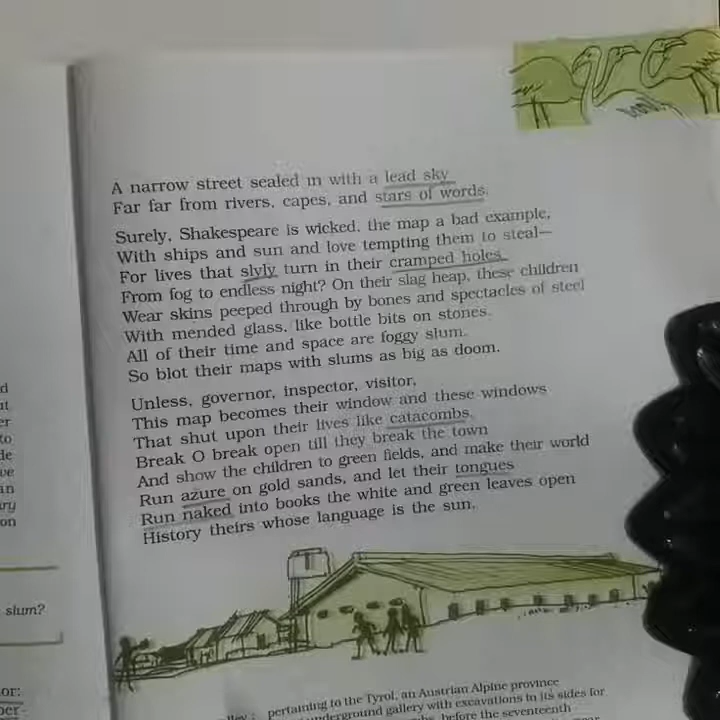 A narrow street sealed in with a lead sky
Far far from rivers, capes, and stars of words.
Surely, Shakespeare is wicked, the map a bad example,
With ships and sun and love tempting them to steal—
For lives that slyly turn in their cramped holes
From fog to endless night? On their slag heap, these children
Wear skins peeped through by bones and spectacles of steel
With mended glass, like bottle bits on stones.
All of their time and space are foggy slum.
So blot their maps with slums as big as doom.
Unless, governor, inspector, visitor,
This map becomes their window and these windows
That shut upon their lives like catacombs,
Break O break open till they break the town
And show the children to green fields, and make their world
Run azure on gold sands, and let their tongues
Run naked into books the white and green leaves open
History theirs whose language is the sun.
slum?
pertaining to the Tyrol, an Austrian Alpine province
underground gallery with excavations in its sides for
before the seventeenth